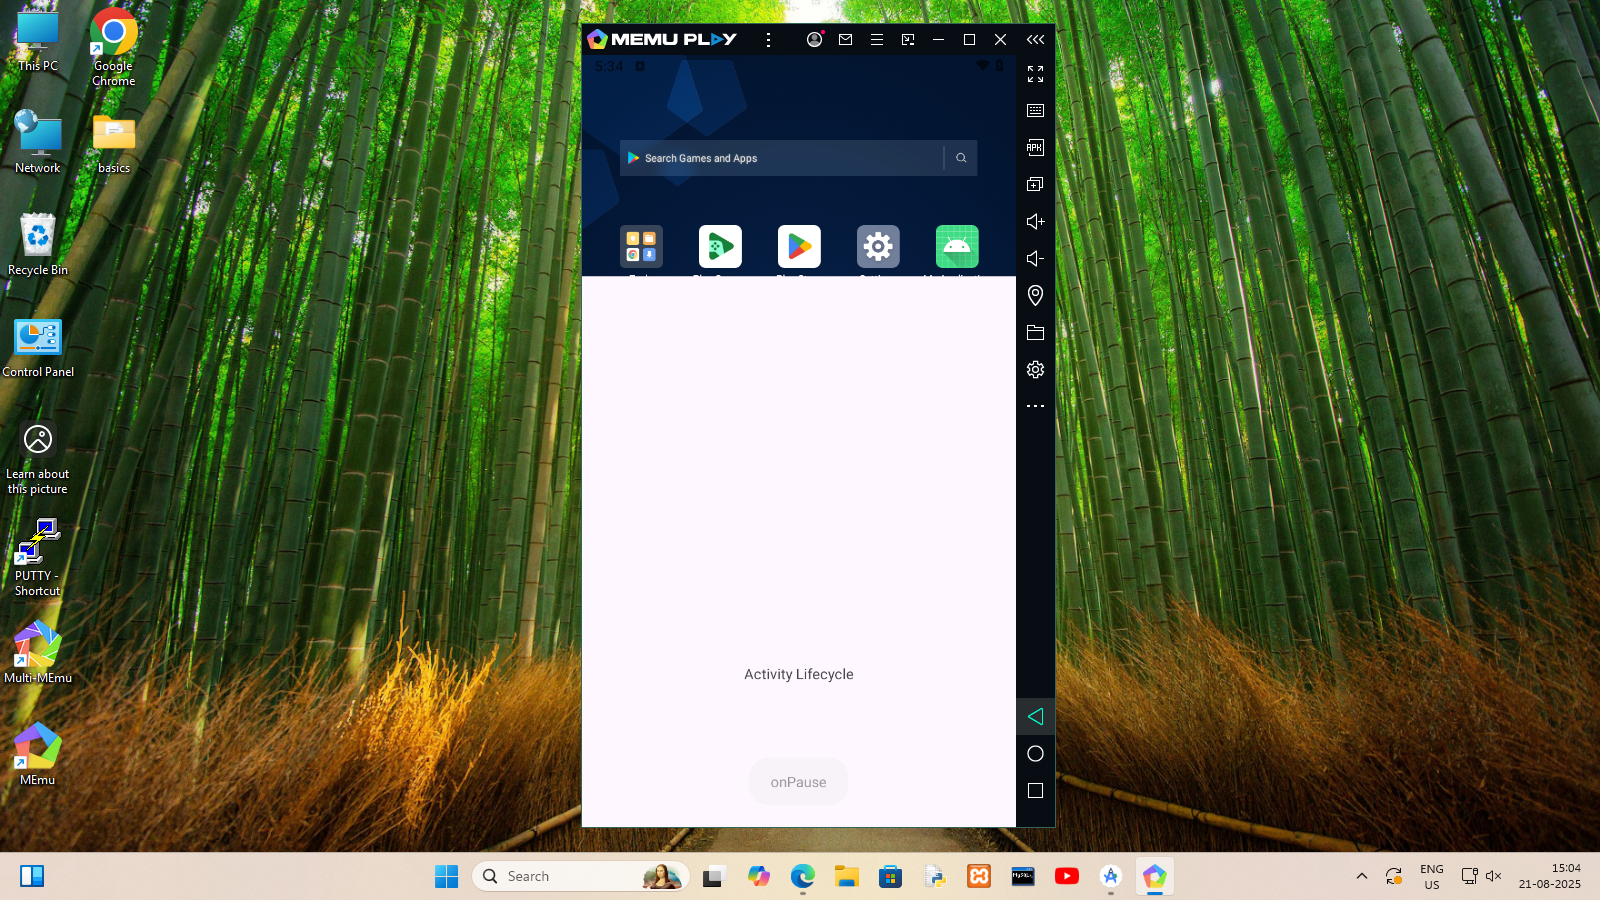 This PC
Google
Chrome
Network
basics
Recycle Bin
Control Panel
Learn about
this picture
PUTTY -
Shortcut
Multi-MEmu
MEmu
MEMU PLAY
5:34
Search Games and Apps
APK
Activity Lifecycle
onPause
Search
MySQL
ENG
US
15:04
21-08-2025